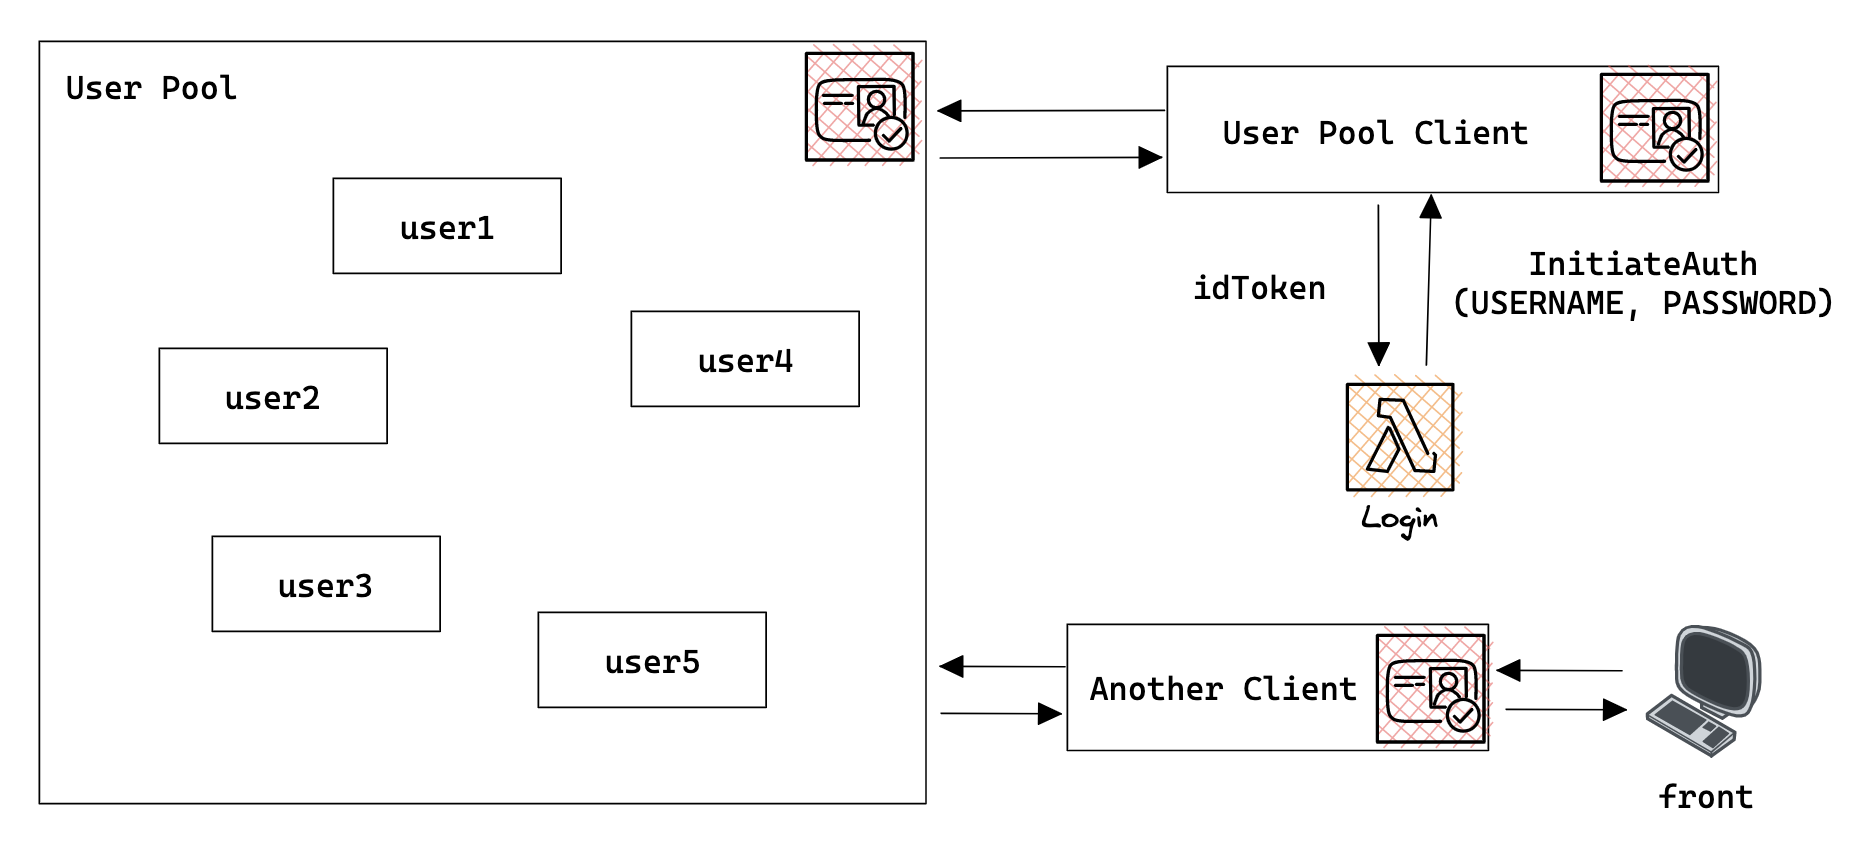 User Pool
user1
user2
user3
user4
user5
User Pool Client
idToken
InitiateAuth
(USERNAME, PASSWORD)
Login
Another Client
front